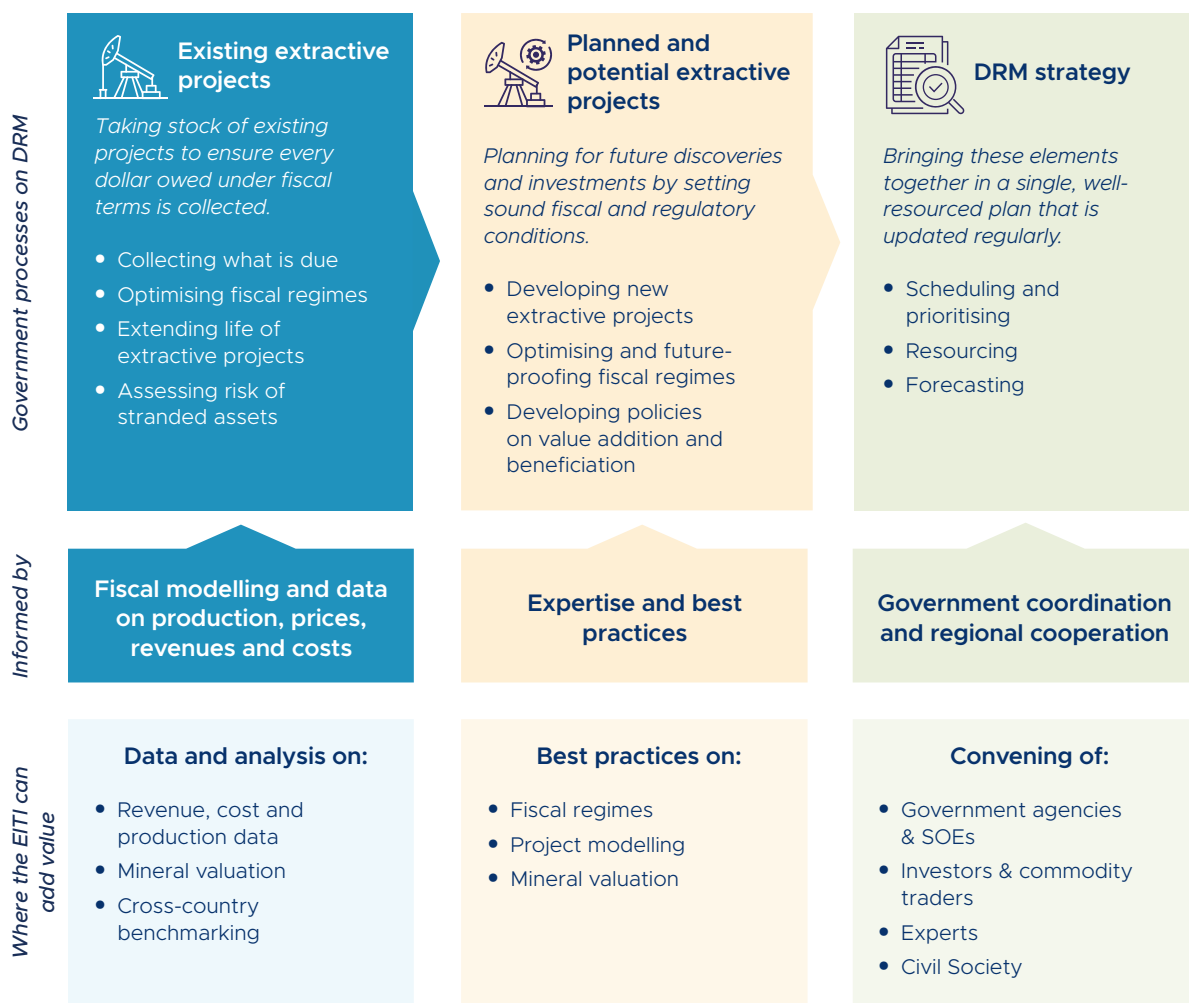 Government processes on DRM
Existing extractive
projects
Taking stock of existing
projects to ensure every
dollar owed under fiscal
terms is collected.
• Collecting what is due
• Optimising fiscal regimes
• Extending life of
extractive projects
• Assessing risk of
stranded assets
Planned and
potential extractive
projects
Planning for future discoveries
and investments by setting
sound fiscal and regulatory
conditions.
• Developing new
extractive projects
• Optimising and future-
proofing fiscal regimes
• Developing policies
on value addition and
beneficiation
DRM strategy
Bringing these elements
together in a single, well-
resourced plan that is
updated regularly.
• Scheduling and
prioritising
• Resourcing
• Forecasting
Informed by
Fiscal modelling and data
on production, prices,
revenues and costs
Expertise and best
practices
Government coordination
and regional cooperation
Where the EITI can
add value
Data and analysis on:
• Revenue, cost and
production data
• Mineral valuation
• Cross-country
benchmarking
Best practices on:
• Fiscal regimes
• Project modelling
• Mineral valuation
Convening of:
• Government agencies
& SOEs
• Investors & commodity
traders
• Experts
• Civil Society